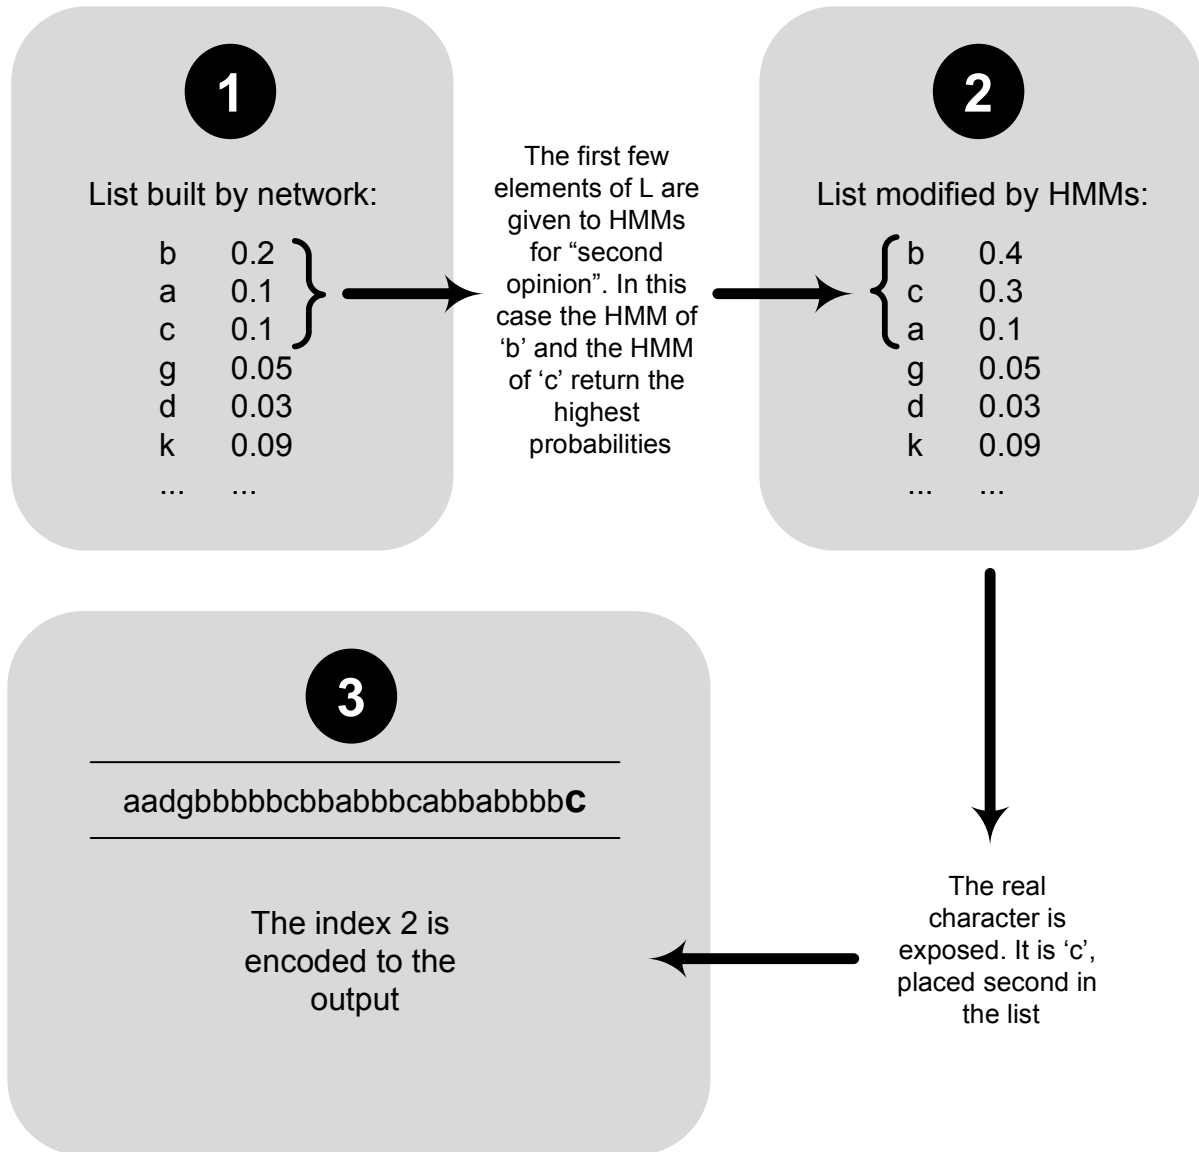 1
List built by network:
b 0.2
a 0.1
c 0.1
g 0.05
d 0.03
k 0.09
... ...
The first few
elements of L are
given to HMMs
for “second
opinion”. In this
case the HMM of
‘b’ and the HMM
of ‘c’ return the
highest
probabilities
2
List modified by HMMs:
b 0.4
c 0.3
a 0.1
g 0.05
d 0.03
k 0.09
... ...
The real
character is
exposed. It is ‘c’,
placed second in
the list
3
aadgbbbbbcbbabbbcabbabbbbc
The index 2 is
encoded to the
output